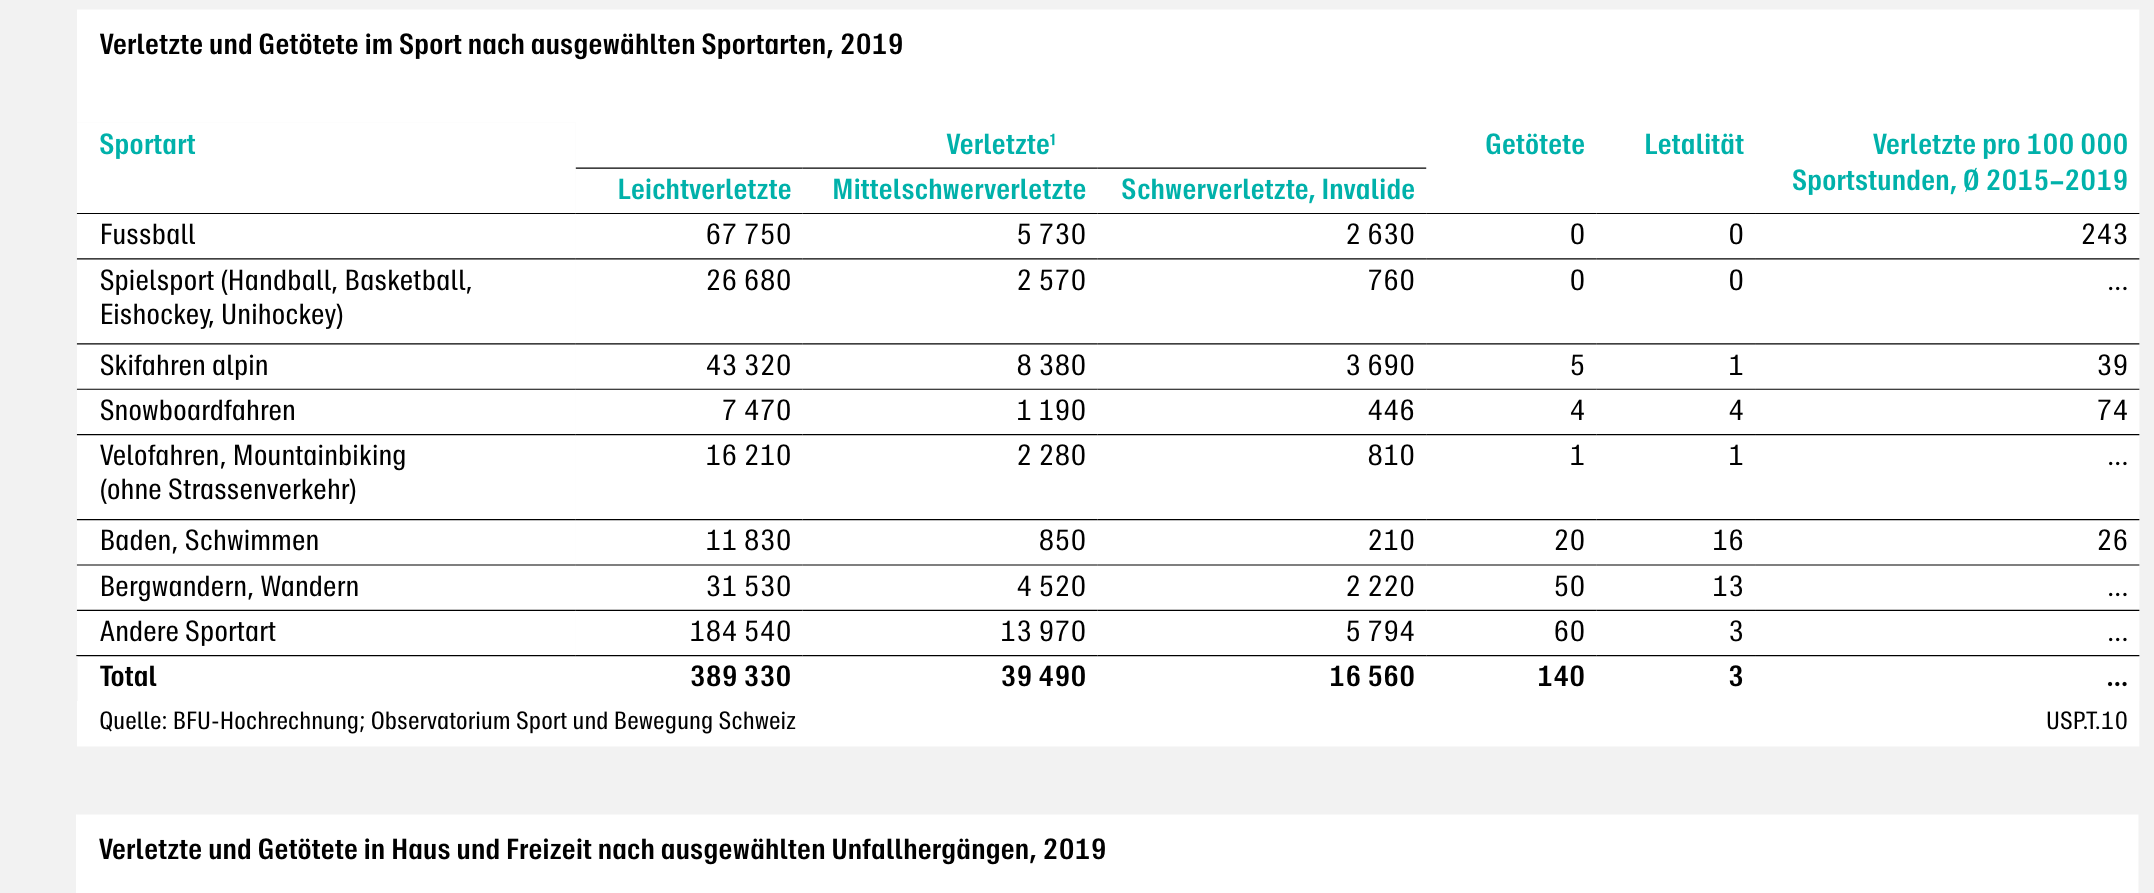 Verletzte und Getötete im Sport nach ausgewählten Sportarten, 2019
Sportart Verletzte¹ Getötete Letalität Verletzte pro 100 000
Sportstunden, Ø 2015–2019
Leichtverletzte Mittelschwerverletzte Schwerverletzte, Invalide
Fussball 67 750 5 730 2 630 0 0 243
Spielsport (Handball, Basketball, 26 680 2 570 760 0 0 ...
Eishockey, Unihockey)
Skifahren alpin 43 320 8 380 3 690 5 1 39
Snowboardfahren 7 470 1 190 446 4 4 74
Velofahren, Mountainbiking 16 210 2 280 810 1 1 ...
(ohne Strassenverkehr)
Baden, Schwimmen 11 830 850 210 20 16 26
Bergwandern, Wandern 31 530 4 520 2 220 50 13 ...
Andere Sportart 184 540 13 970 5 794 60 3 ...
Total 389 330 39 490 16 560 140 3 ...
Quelle: BFU-Hochrechnung; Observatorium Sport und Bewegung Schweiz USP.T.10
Verletzte und Getötete in Haus und Freizeit nach ausgewählten Unfallhergängen, 2019